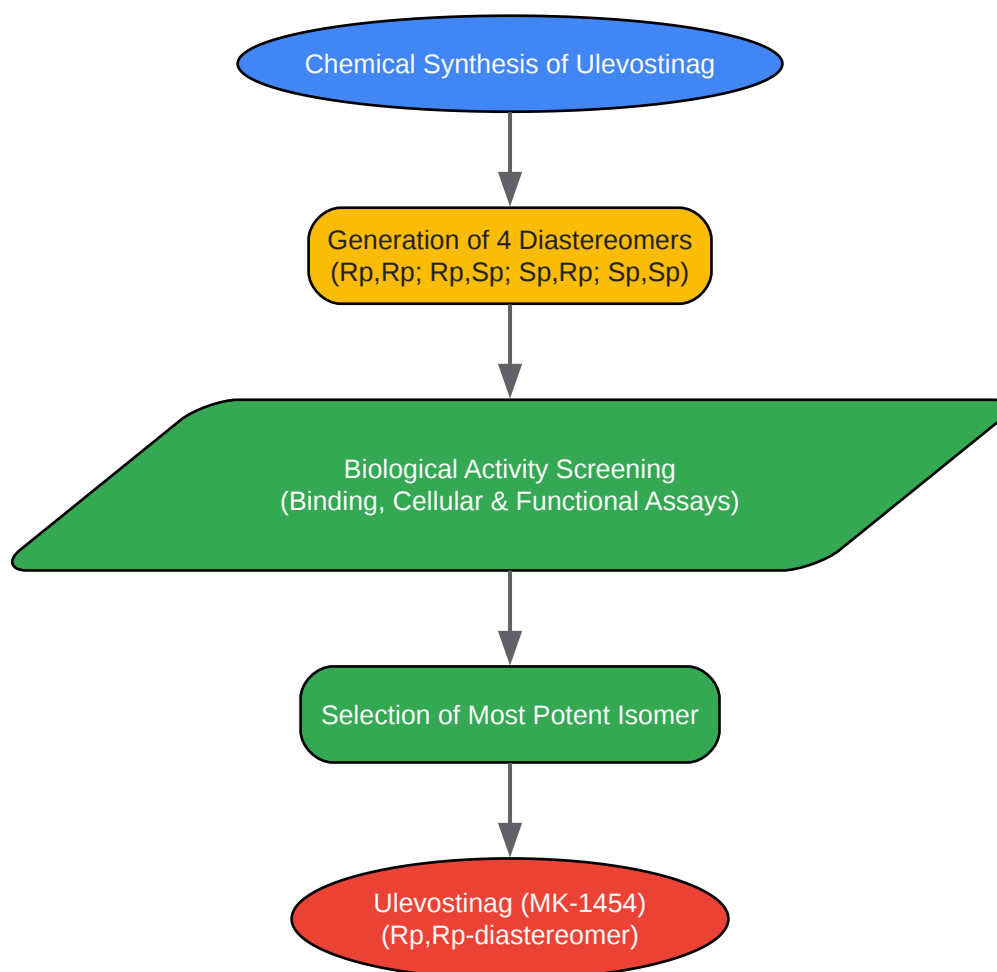 Chemical Synthesis of Ulevostinag
Generation of 4 Diastereomers
(Rp,Rp; Rp,Sp; Sp,Rp; Sp,Sp)
Biological Activity Screening
(Binding, Cellular & Functional Assays)
Selection of Most Potent Isomer
Ulevostinag (MK-1454)
(Rp,Rp-diastereomer)